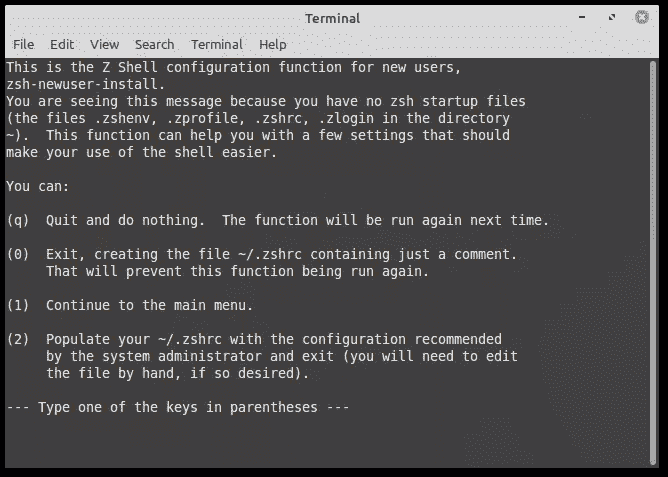 Terminal
File Edit View Search Terminal Help
This is the Z Shell configuration function for new users,
zsh-newuser-install.
You are seeing this message because you have no zsh startup files
(the files .zshenv, .zprofile, .zshrc, .zlogin in the directory
~).  This function can help you with a few settings that should
make your use of the shell easier.

You can:

(q)  Quit and do nothing.  The function will be run again next time.

(0)  Exit, creating the file ~/.zshrc containing just a comment.
     That will prevent this function being run again.

(1)  Continue to the main menu.

(2)  Populate your ~/.zshrc with the configuration recommended
     by the system administrator and exit (you will need to edit
     the file by hand, if so desired).

--- Type one of the keys in parentheses ---